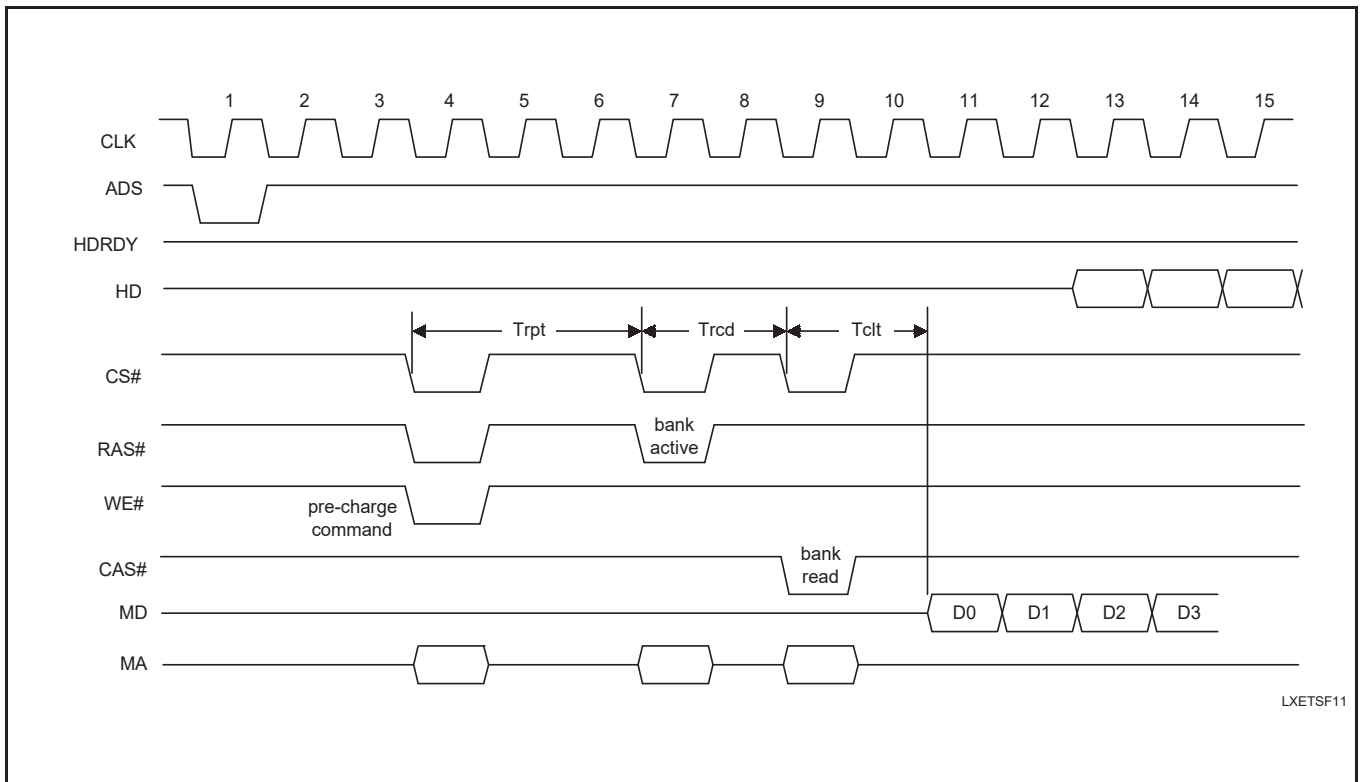 1 2 3 4 5 6 7 8 9 10 11 12 13 14 15
CLK
ADS
HDRDY
HD
Trpt Trcd Tclt
CS#
bank
active
RAS#
WE#
pre-charge
command
bank
read
CAS#
MD D0 D1 D2 D3
MA
LXETSF11